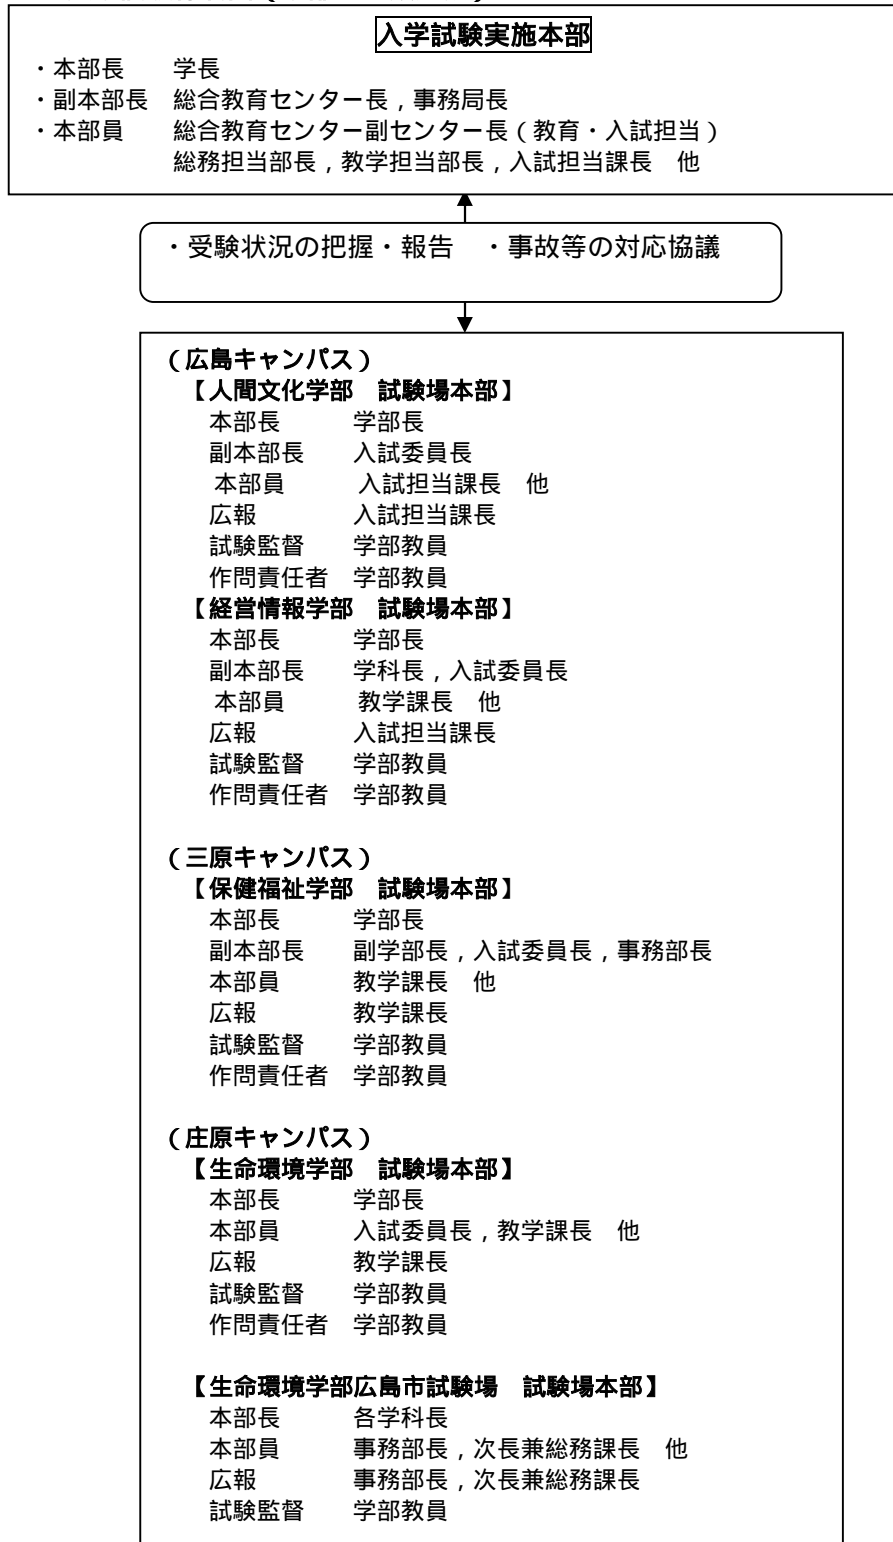 入学試験実施本部
・本部長　　学長
・副本部長　総合教育センター長，事務局長
・本部員　　総合教育センター副センター長（教育・入試担当）
総務担当部長，教学担当部長，入試担当課長　他
・受験状況の把握・報告　・事故等の対応協議
（広島キャンパス）
【人間文化学部　試験場本部】
本部長　　　学部長
副本部長　　入試委員長
本部員　　　入試担当課長　他
広報　　　　入試担当課長
試験監督　　学部教員
作問責任者　学部教員
【経営情報学部　試験場本部】
本部長　　　学部長
副本部長　　学科長，入試委員長
本部員　　　教学課長　他
広報　　　　入試担当課長
試験監督　　学部教員
作問責任者　学部教員
（三原キャンパス）
【保健福祉学部　試験場本部】
本部長　　　学部長
副本部長　　副学部長，入試委員長，事務部長
本部員　　　教学課長　他
広報　　　　教学課長
試験監督　　学部教員
作問責任者　学部教員
（庄原キャンパス）
【生命環境学部　試験場本部】
本部長　　　学部長
本部員　　　入試委員長，教学課長　他
広報　　　　教学課長
試験監督　　学部教員
作問責任者　学部教員
【生命環境学部広島市試験場　試験場本部】
本部長　　　各学科長
本部員　　　事務部長，次長兼総務課長　他
広報　　　　事務部長，次長兼総務課長
試験監督　　学部教員